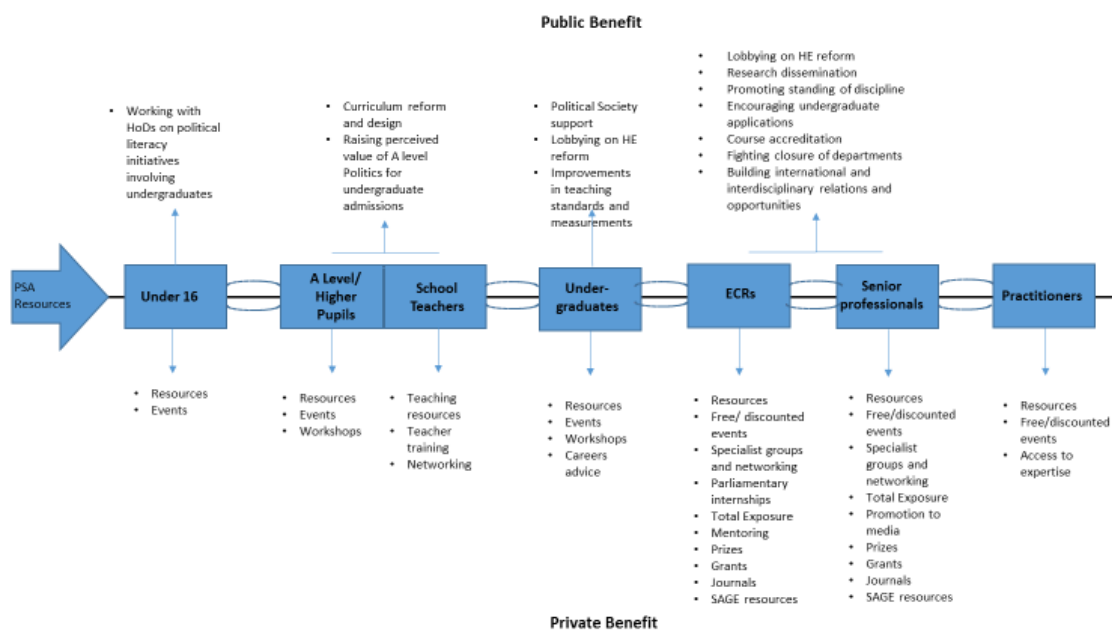 Public Benefit
• Working with
HoDs on political
literacy
initiatives
involving
undergraduates
• Curriculum reform
and design
• Raising perceived
value of A level
Politics for
undergraduate
admissions
• Political Society
support
• Lobbying on HE
reform
• Improvements
in teaching
standards and
measurements
• Lobbying on HE reform
• Research dissemination
• Promoting standing of discipline
• Encouraging undergraduate
applications
• Course accreditation
• Fighting closure of departments
• Building international and
interdisciplinary relations and
opportunities
PSA
Resources
Under 16
A Level/
Higher
Pupils
School
Teachers
Under-
graduates
ECRs
Senior
professionals
Practitioners
• Resources
• Events
• Resources
• Events
• Workshops
• Teaching
resources
• Teacher
training
• Networking
• Resources
• Events
• Workshops
• Careers
advice
• Resources
• Free/ discounted
events
• Specialist groups
and networking
• Parliamentary
internships
• Total Exposure
• Mentoring
• Prizes
• Grants
• Journals
• SAGE resources
• Resources
• Free/discounted
events
• Specialist
groups and
networking
• Total Exposure
• Promotion to
media
• Prizes
• Grants
• Journals
• SAGE resources
• Resources
• Free/discounted
events
• Access to
expertise
Private Benefit